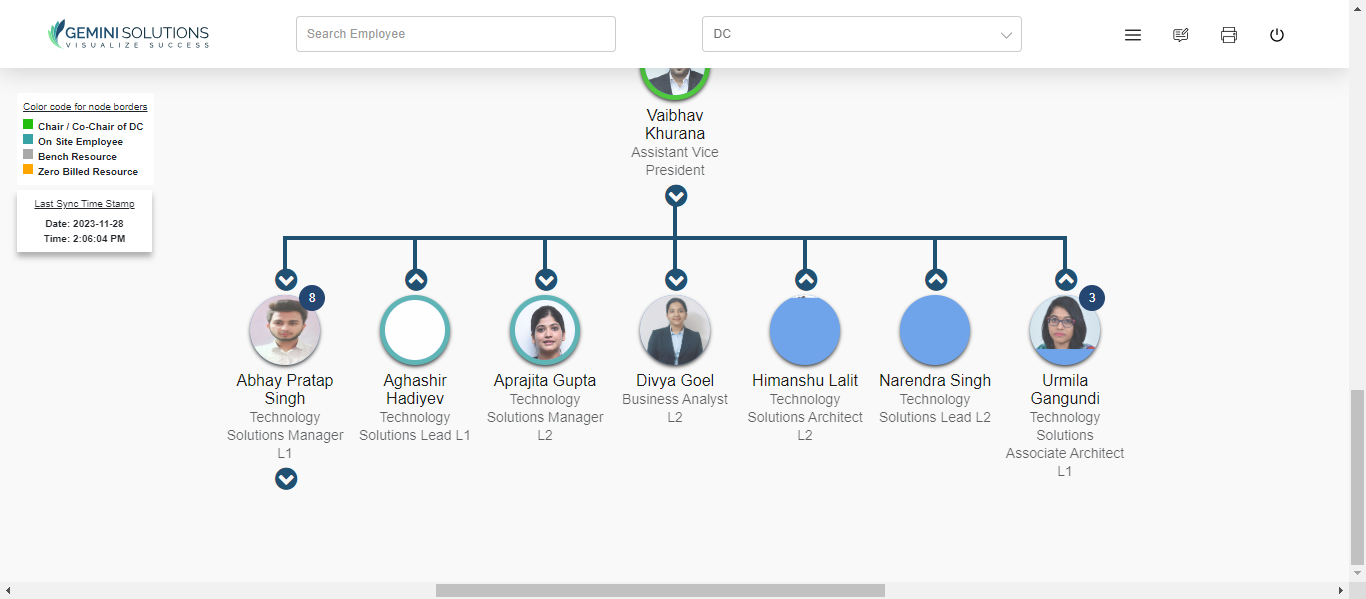 GEMINI SOLUTIONS
VISUALIZE SUCCESS
Search Employee
DC
Color code for node borders
Chair / Co-Chair of DC
On Site Employee
Bench Resource
Zero Billed Resource
Last Sync Time Stamp
Date: 2023-11-28
Time: 2:06:04 PM
Vaibhav
Khurana
Assistant Vice
President
8
Abhay Pratap
Singh
Technology
Solutions Manager
L1
Aghashir
Hadiyev
Technology
Solutions Lead L1
Aprajita Gupta
Technology
Solutions Manager
L2
Divya Goel
Business Analyst
L2
Himanshu Lalit
Technology
Solutions Architect
L2
Narendra Singh
Technology
Solutions Lead L2
3
Urmila
Gangundi
Technology
Solutions
Associate Architect
L1